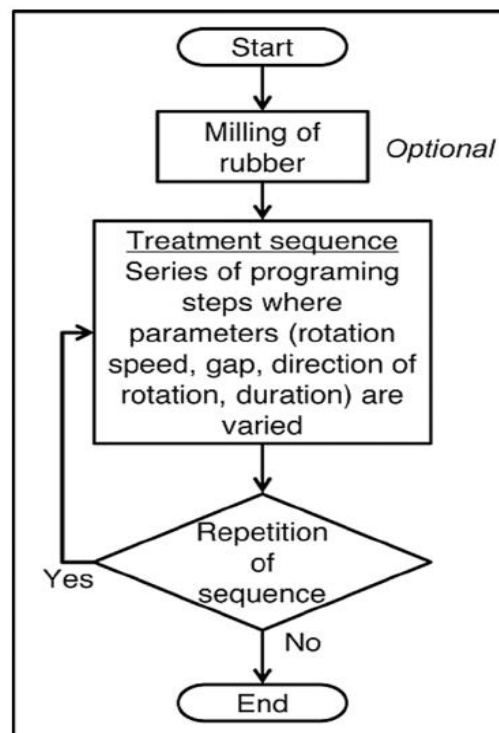 Start
Milling of
rubber
Optional
Treatment sequence
Series of programing
steps where
parameters (rotation
speed, gap, direction of
rotation, duration) are
varied
Repetition
of
sequence
Yes
No
End